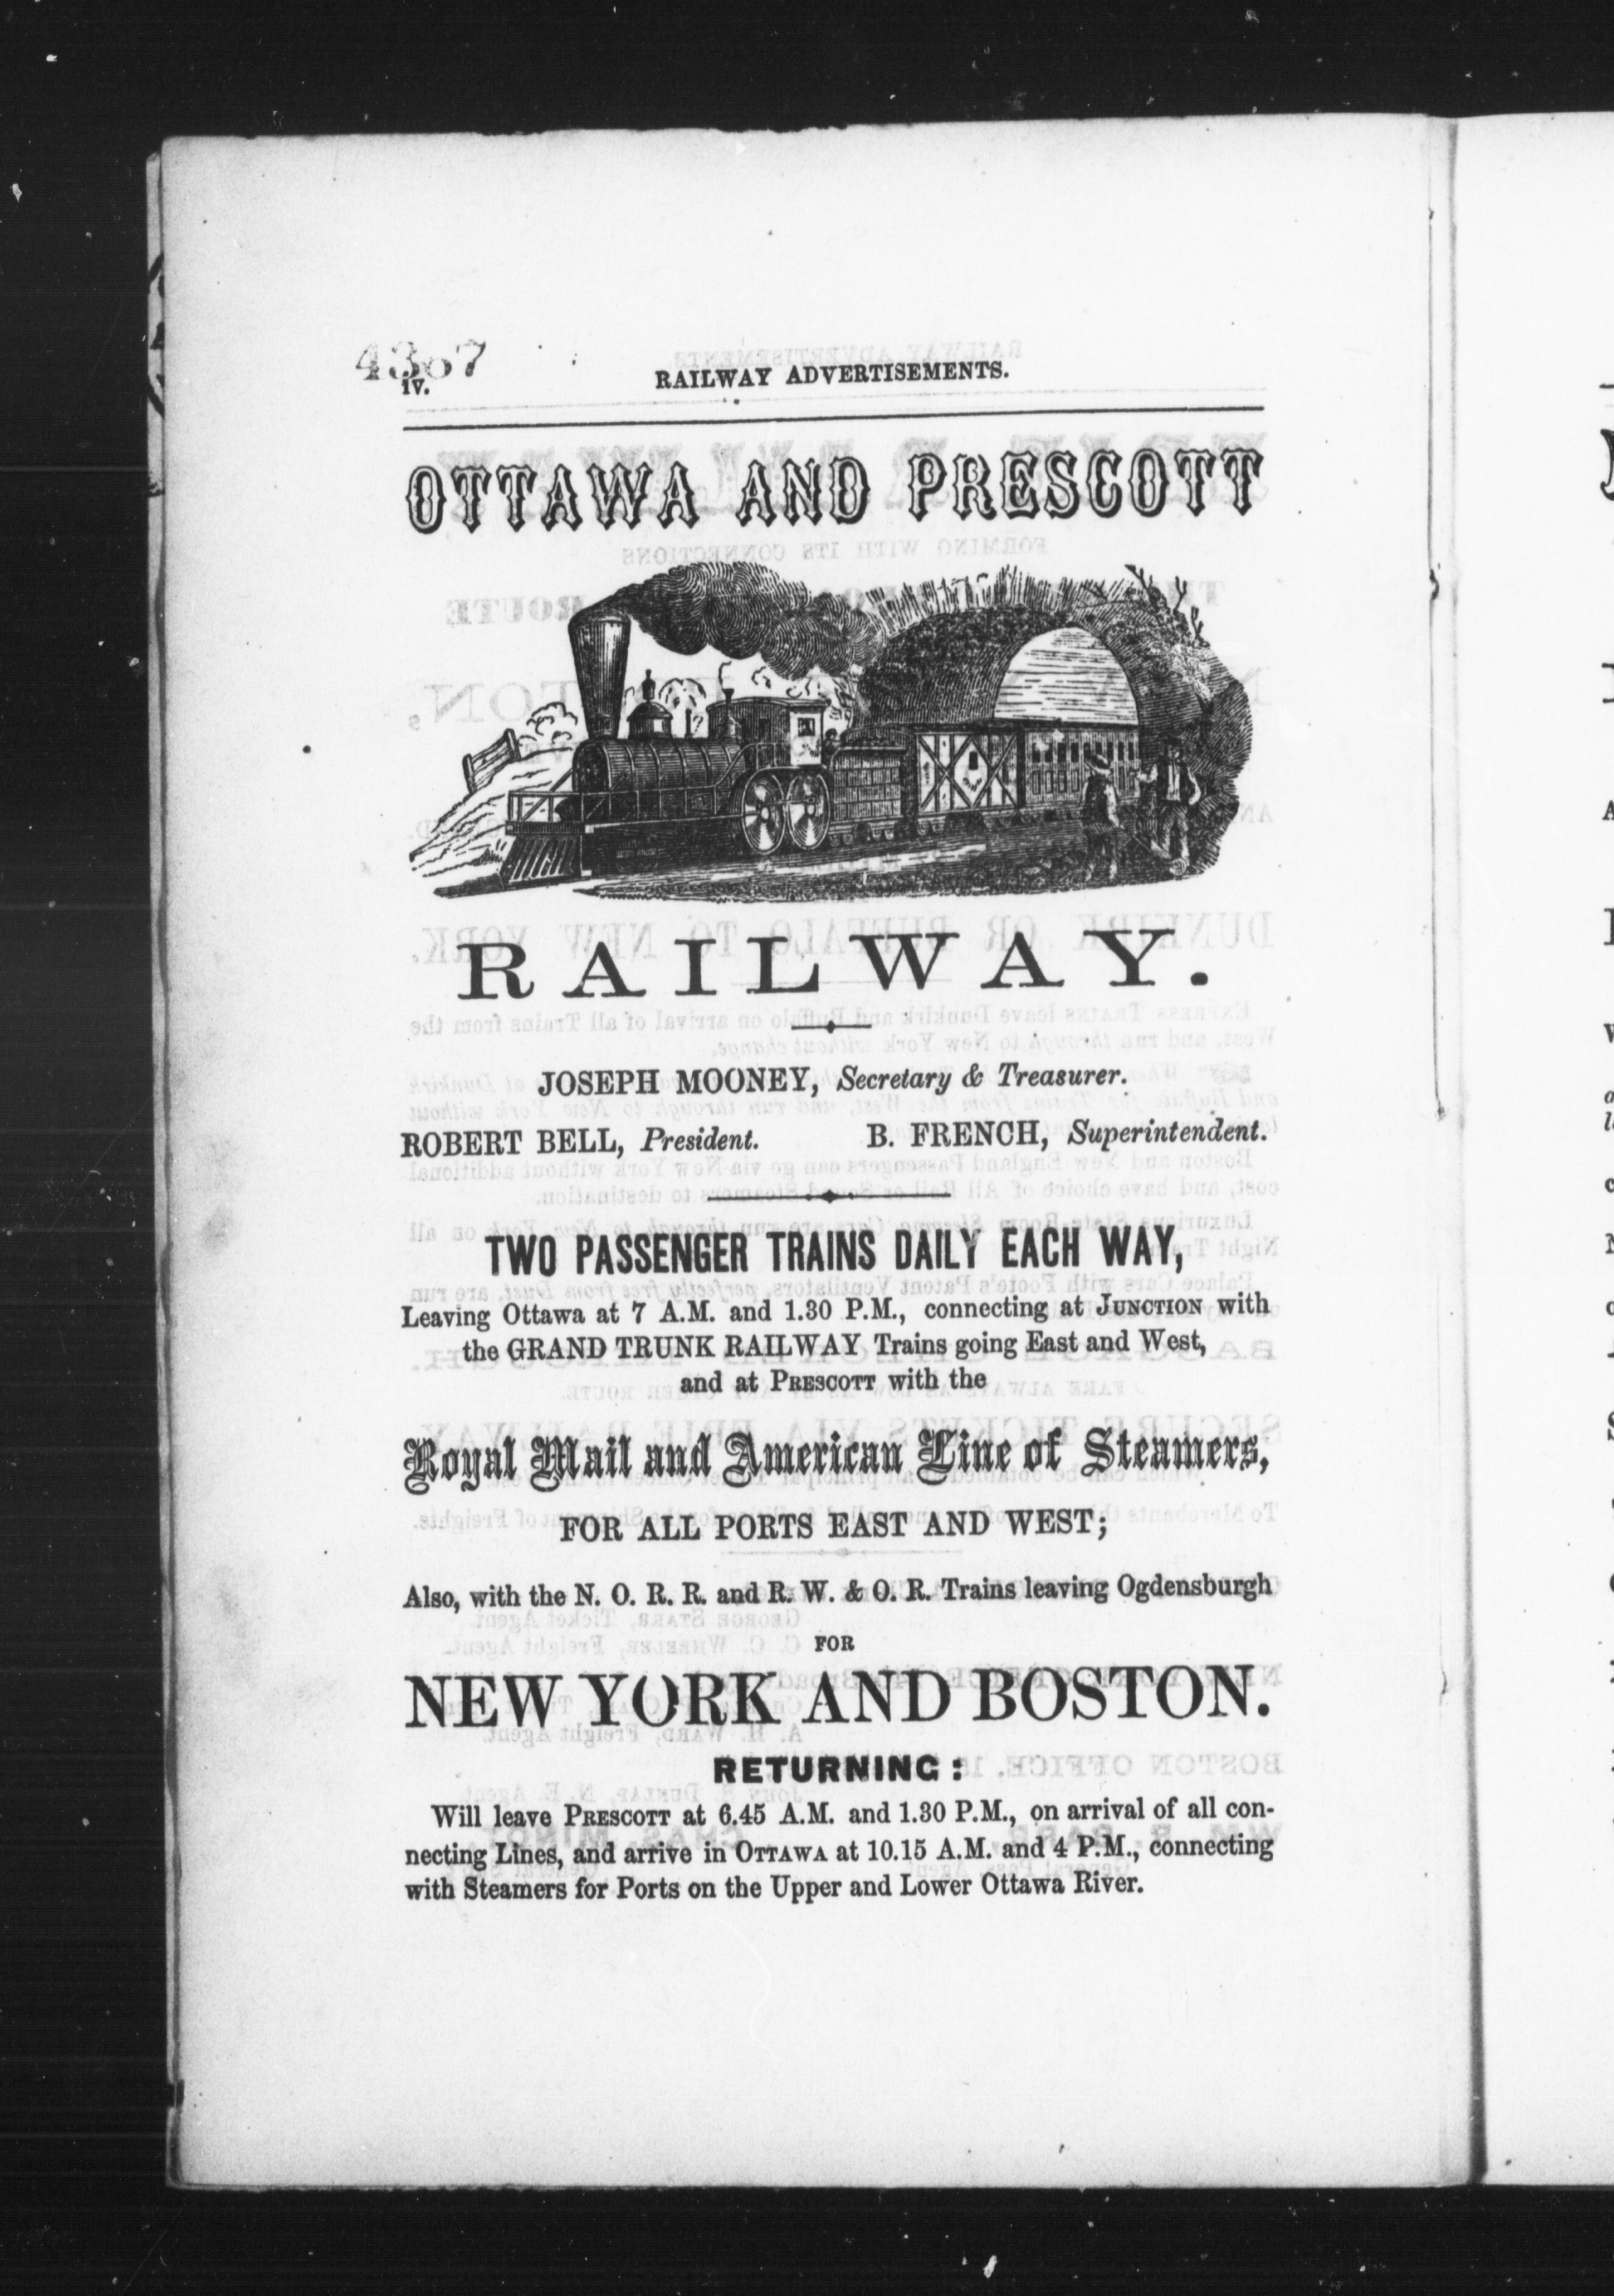 4307
iv.
RAILWAY ADVERTISEMENTS.
OTTAWA AND PRESCOTT
RAILWAY.
JOSEPH MOONEY, Secretary & Treasurer.
ROBERT BELL, President. B. FRENCH, Superintendent.
TWO PASSENGER TRAINS DAILY EACH WAY,
Leaving Ottawa at 7 A.M. and 1.30 P.M., connecting at JUNCTION with
the GRAND TRUNK RAILWAY Trains going East and West,
and at PRESCOTT with the
Royal Mail and American Line of Steamers,
FOR ALL PORTS EAST AND WEST;
Also, with the N. O. R. R. and R. W. & O. R. Trains leaving Ogdensburgh
FOR
NEW YORK AND BOSTON.
RETURNING:
Will leave PRESCOTT at 6.45 A.M. and 1.30 P.M., on arrival of all con-
necting Lines, and arrive in OTTAWA at 10.15 A.M. and 4 P.M., connecting
with Steamers for Ports on the Upper and Lower Ottawa River.